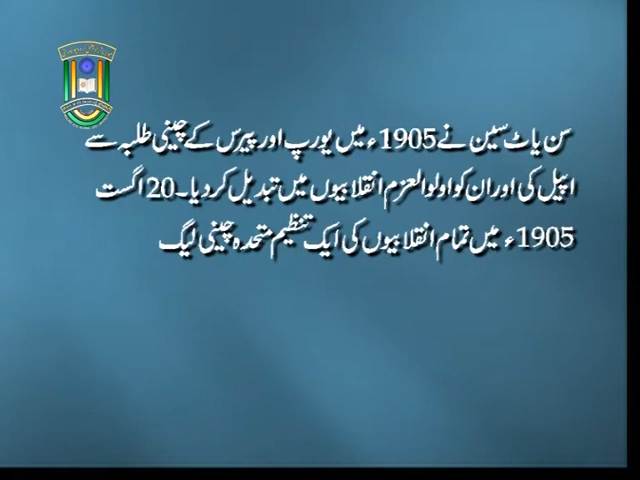 سن یاٹ سین نے 1905ء میں یورپ اور پیرس کے چینی طلبہ سے
اپیل کی اور ان کو اولوالعزم انقلابیوں میں تبدیل کر دیا۔ 20 اگست
1905ء میں تمام انقلابیوں کی ایک تنظیم متحدہ چینی لیگ